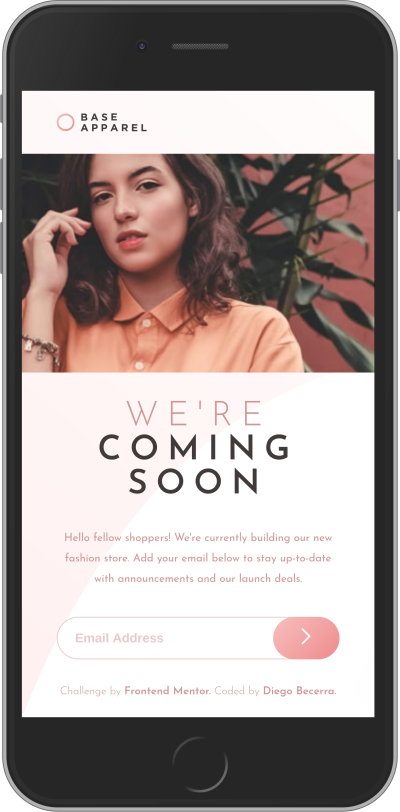 BASE
APPAREL
WE'RE
COMING
SOON
Hello fellow shoppers! We're currently building our new
fashion store. Add your email below to stay up-to-date
with announcements and our launch deals.
Email Address
Challenge by Frontend Mentor. Coded by Diego Becerra.